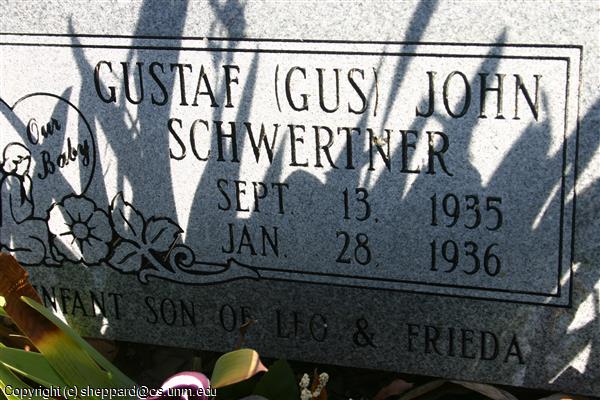 Our
Baby
GUSTAF (GUS) JOHN
SCHWERTNER
SEPT. 13. 1935
JAN. 28. 1936
INFANT SON OF LEO & FRIEDA
Copyright (c) sheppard@cs.unm.edu